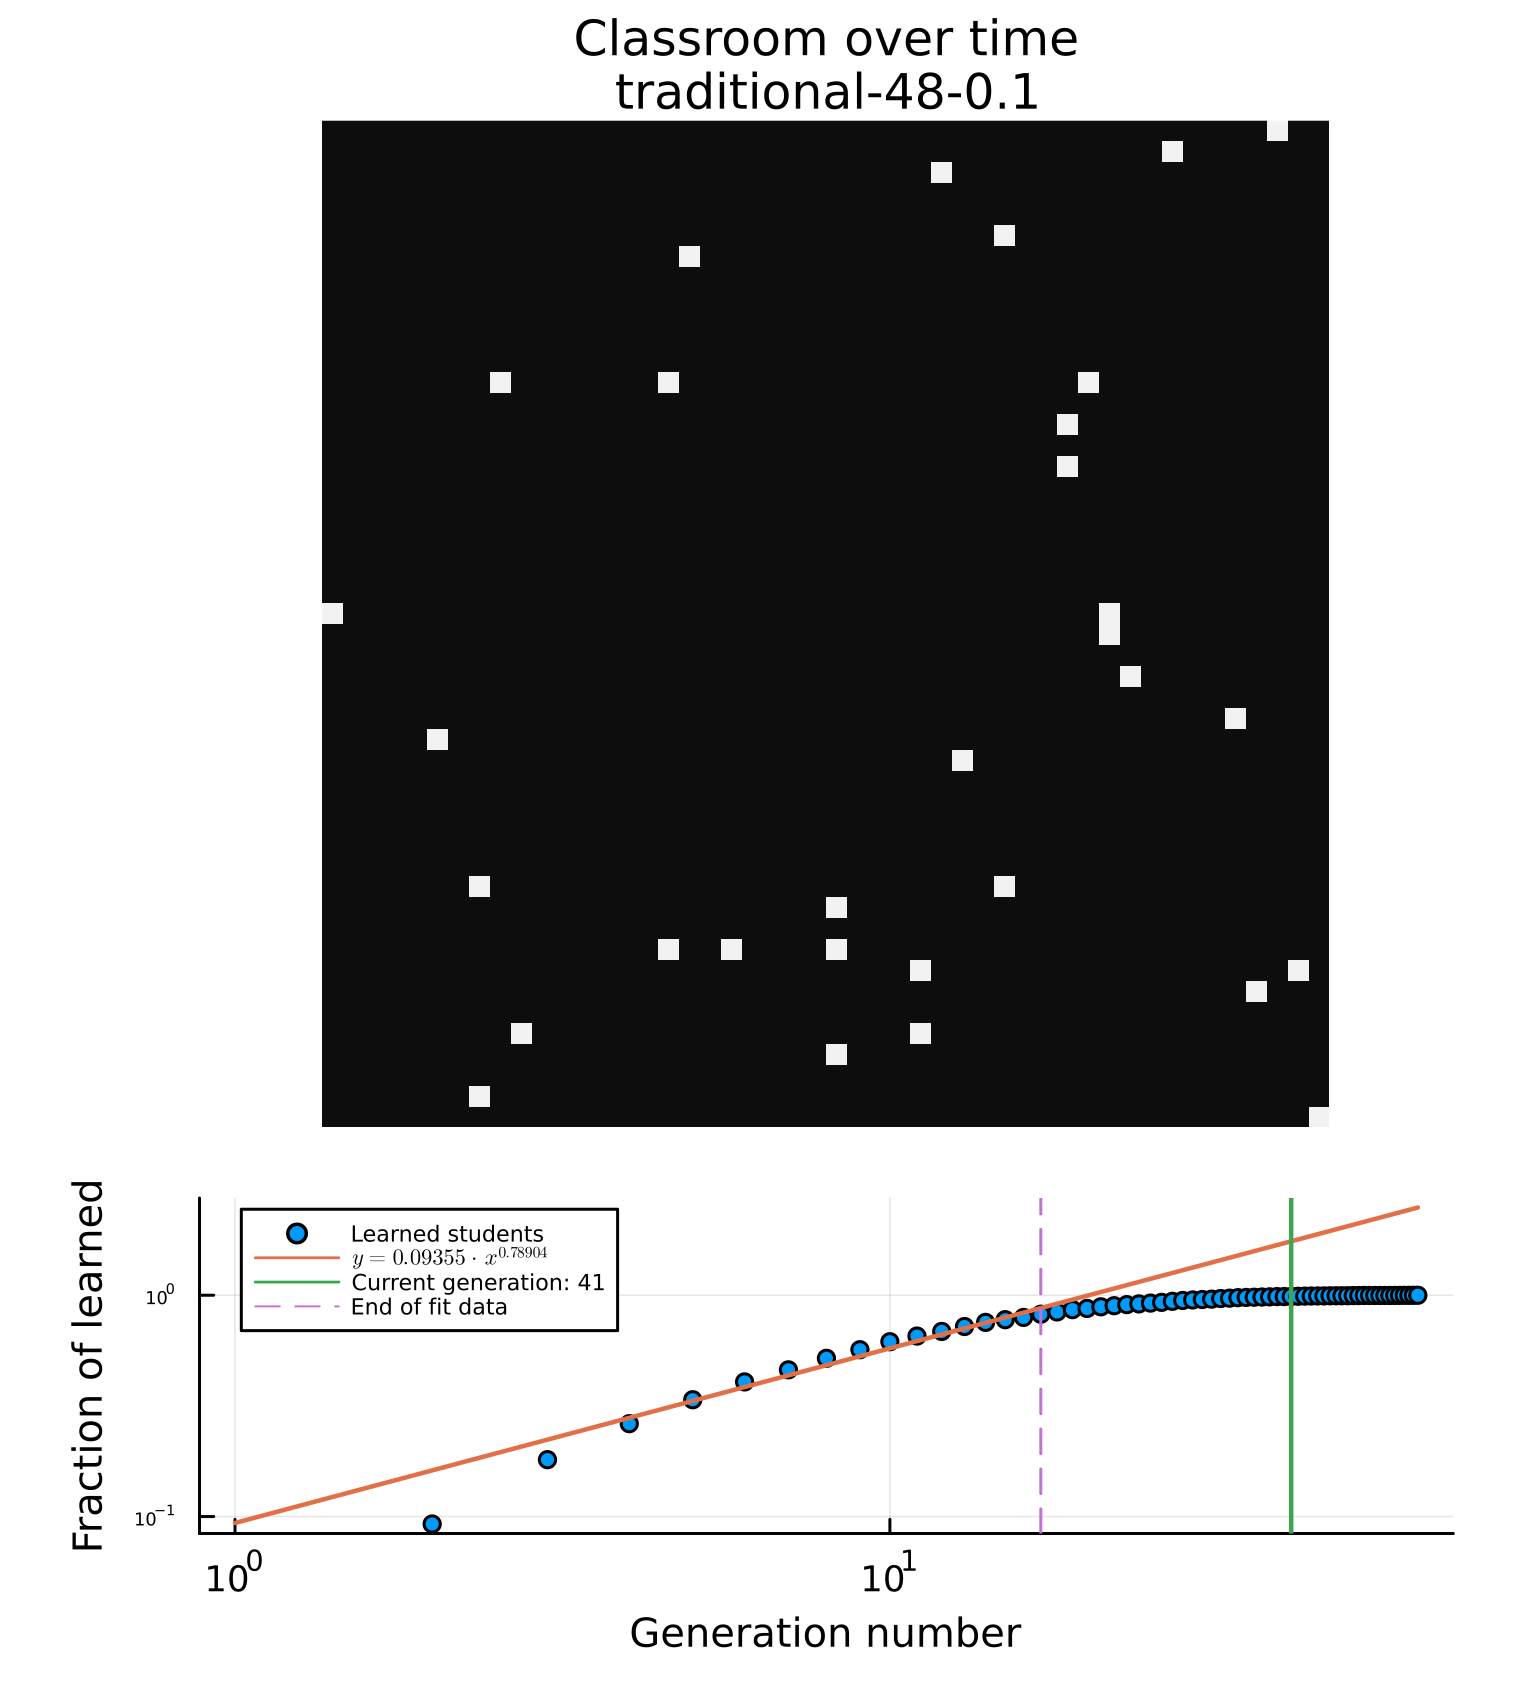 Classroom over time
traditional-48-0.1
Fraction of learned
Learned students
y = 0.09355 · x^0.78904
Current generation: 41
End of fit data
10^0
10^−1
10^0
10^1
Generation number